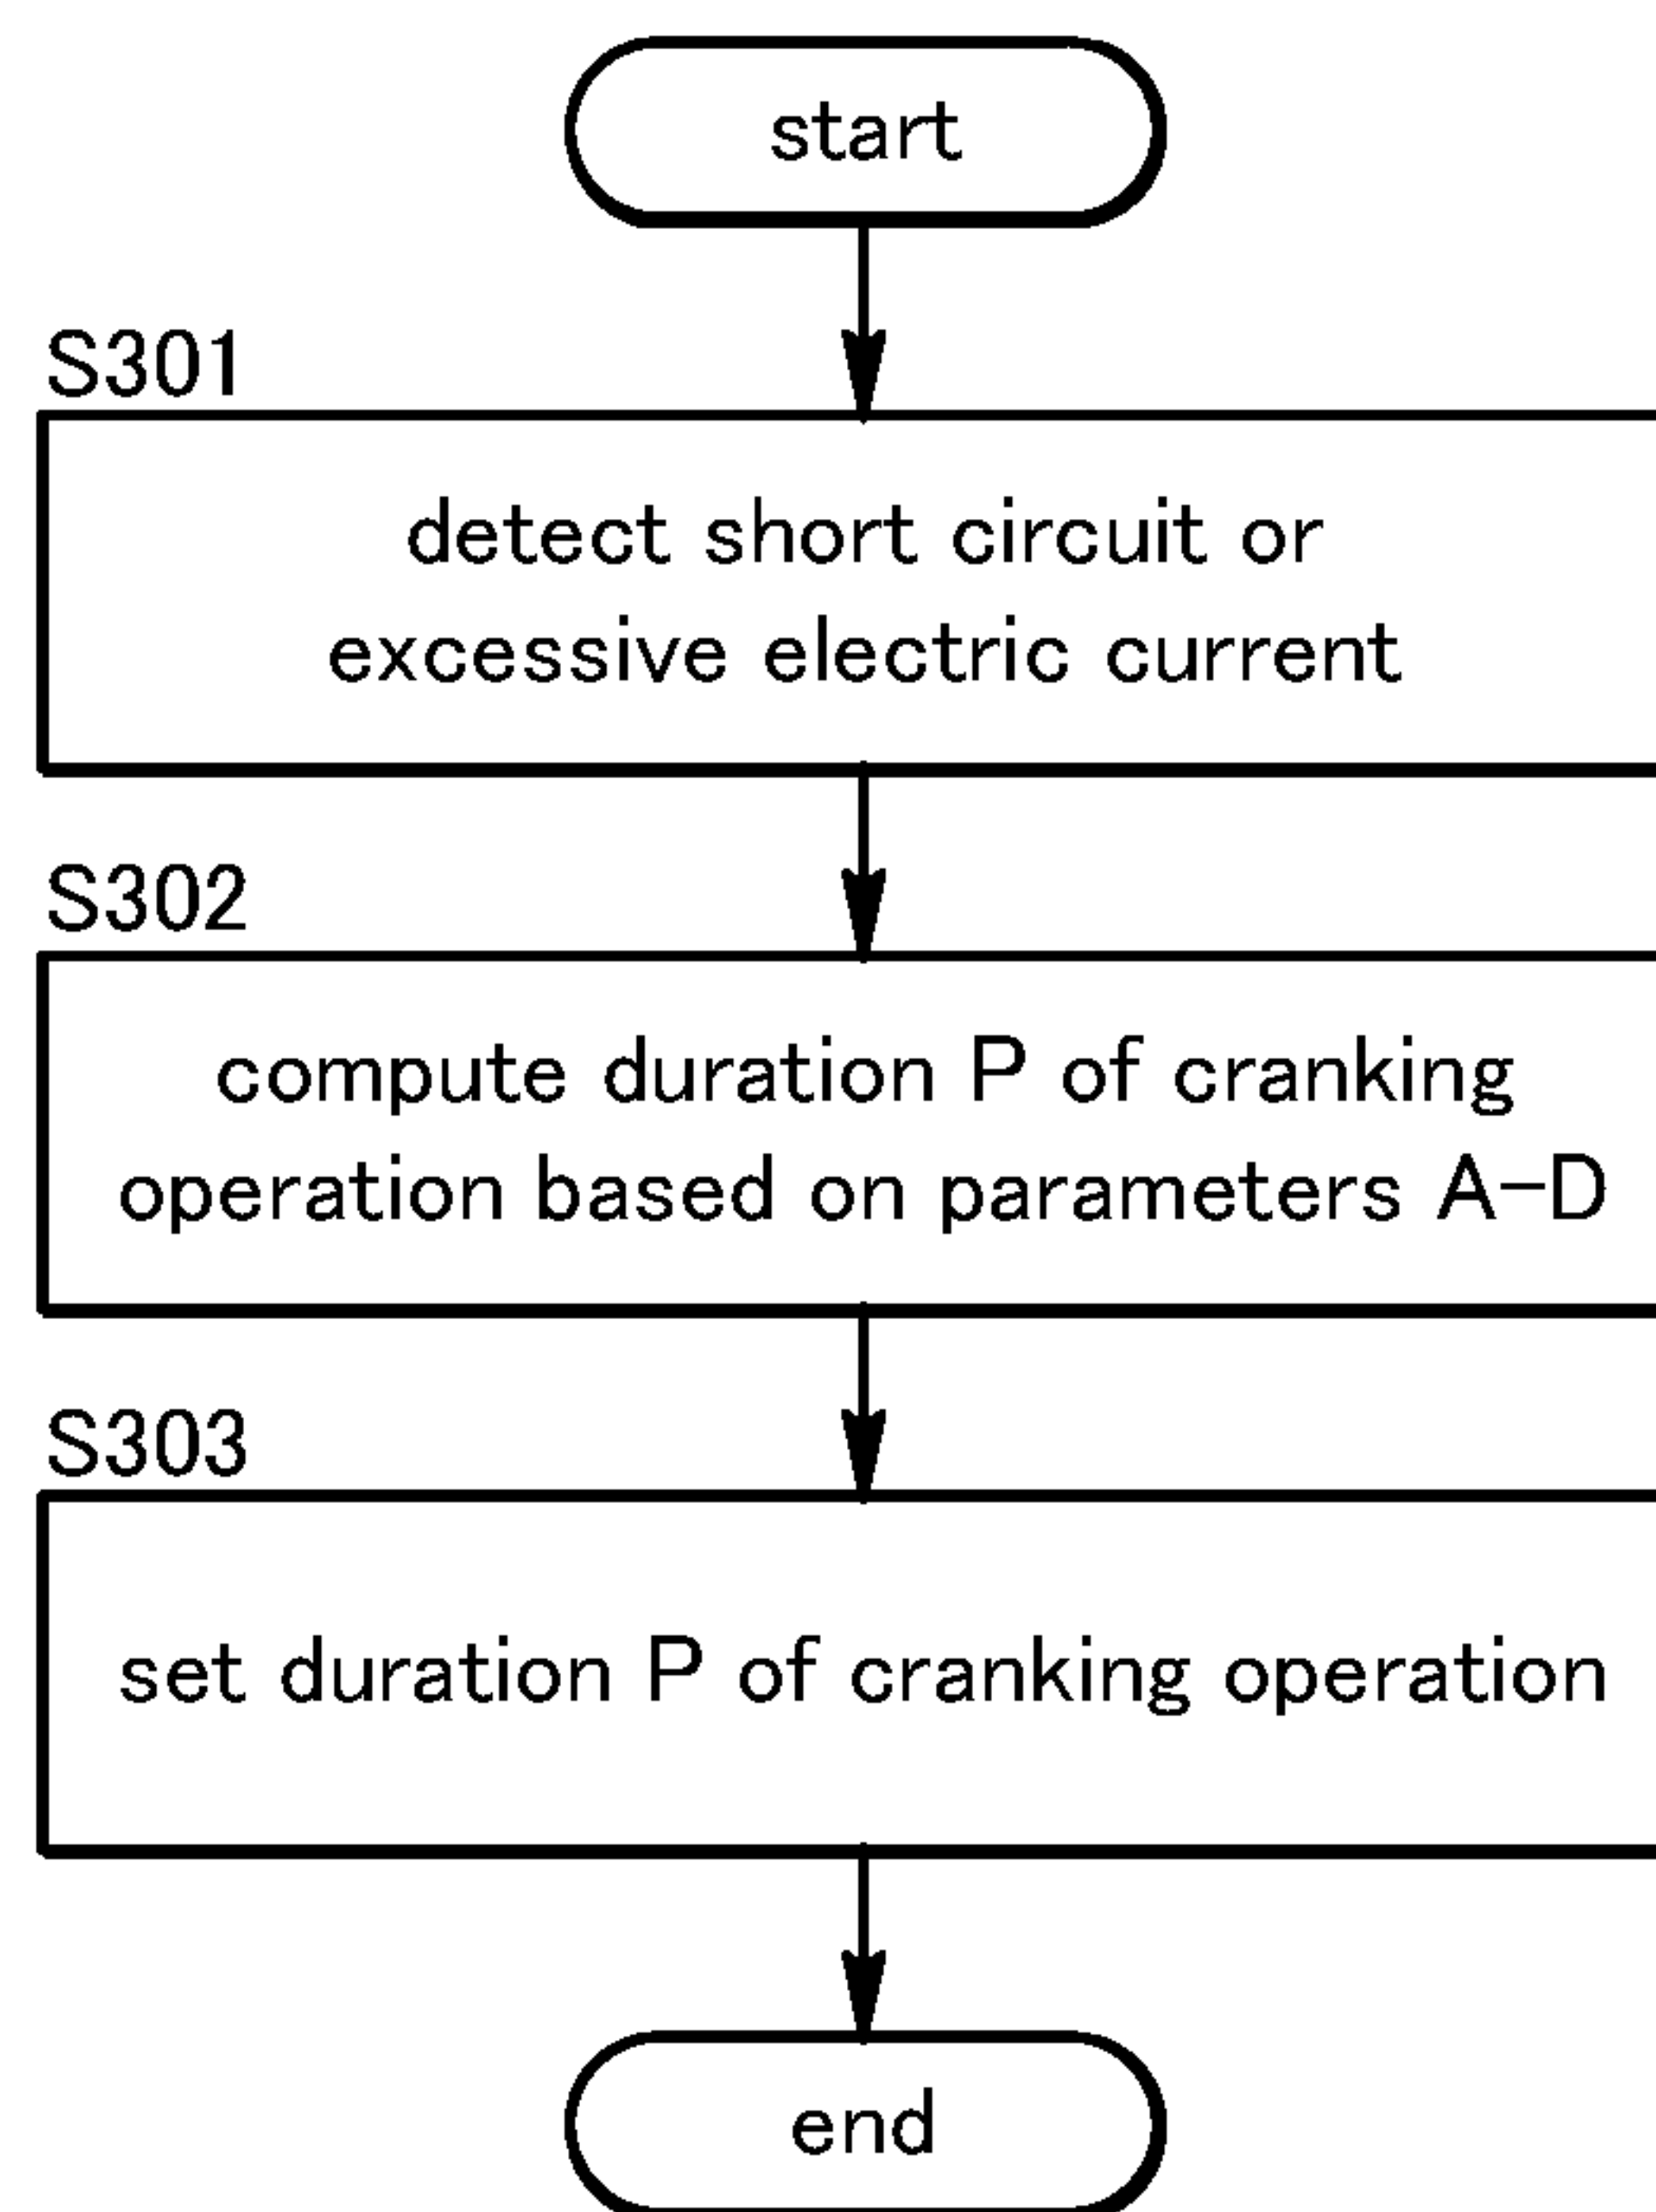 start
S301
detect short circuit or
excessive electric current
S302
compute duration P of cranking
operation based on parameters A-D
S303
set duration P of cranking operation
end